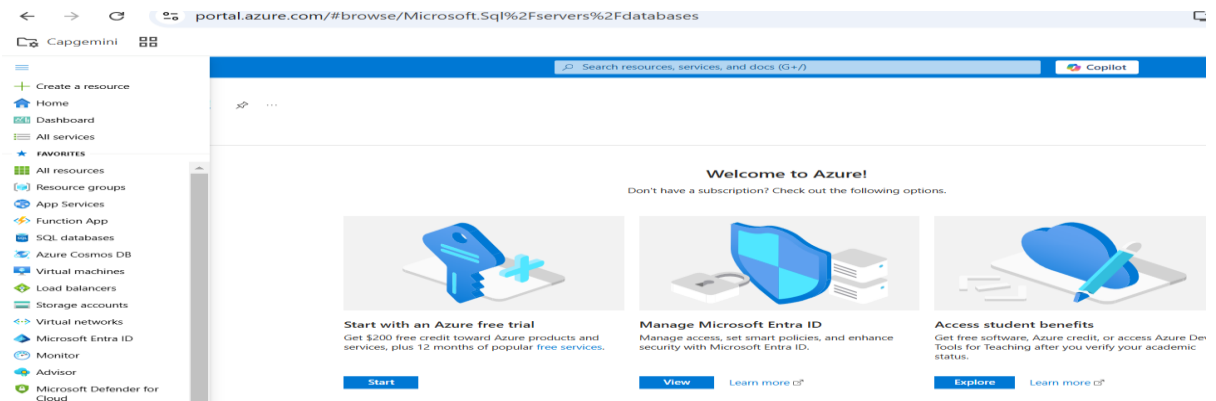 portal.azure.com/#browse/Microsoft.Sql%2Fservers%2Fdatabases
Capgemini
Search resources, services, and docs (G+/)
Copilot
Create a resource
Home
Dashboard
All services
FAVORITES
All resources
Resource groups
App Services
Function App
SQL databases
Azure Cosmos DB
Virtual machines
Load balancers
Storage accounts
Virtual networks
Microsoft Entra ID
Monitor
Advisor
Microsoft Defender for
Cloud
Welcome to Azure!
Don't have a subscription? Check out the following options.
Start with an Azure free trial
Get $200 free credit toward Azure products and
services, plus 12 months of popular free services.
Start
Manage Microsoft Entra ID
Manage access, set smart policies, and enhance
security with Microsoft Entra ID.
View
Learn more
Access student benefits
Get free software, Azure credit, or access Azure Dev
Tools for Teaching after you verify your academic
status.
Explore
Learn more